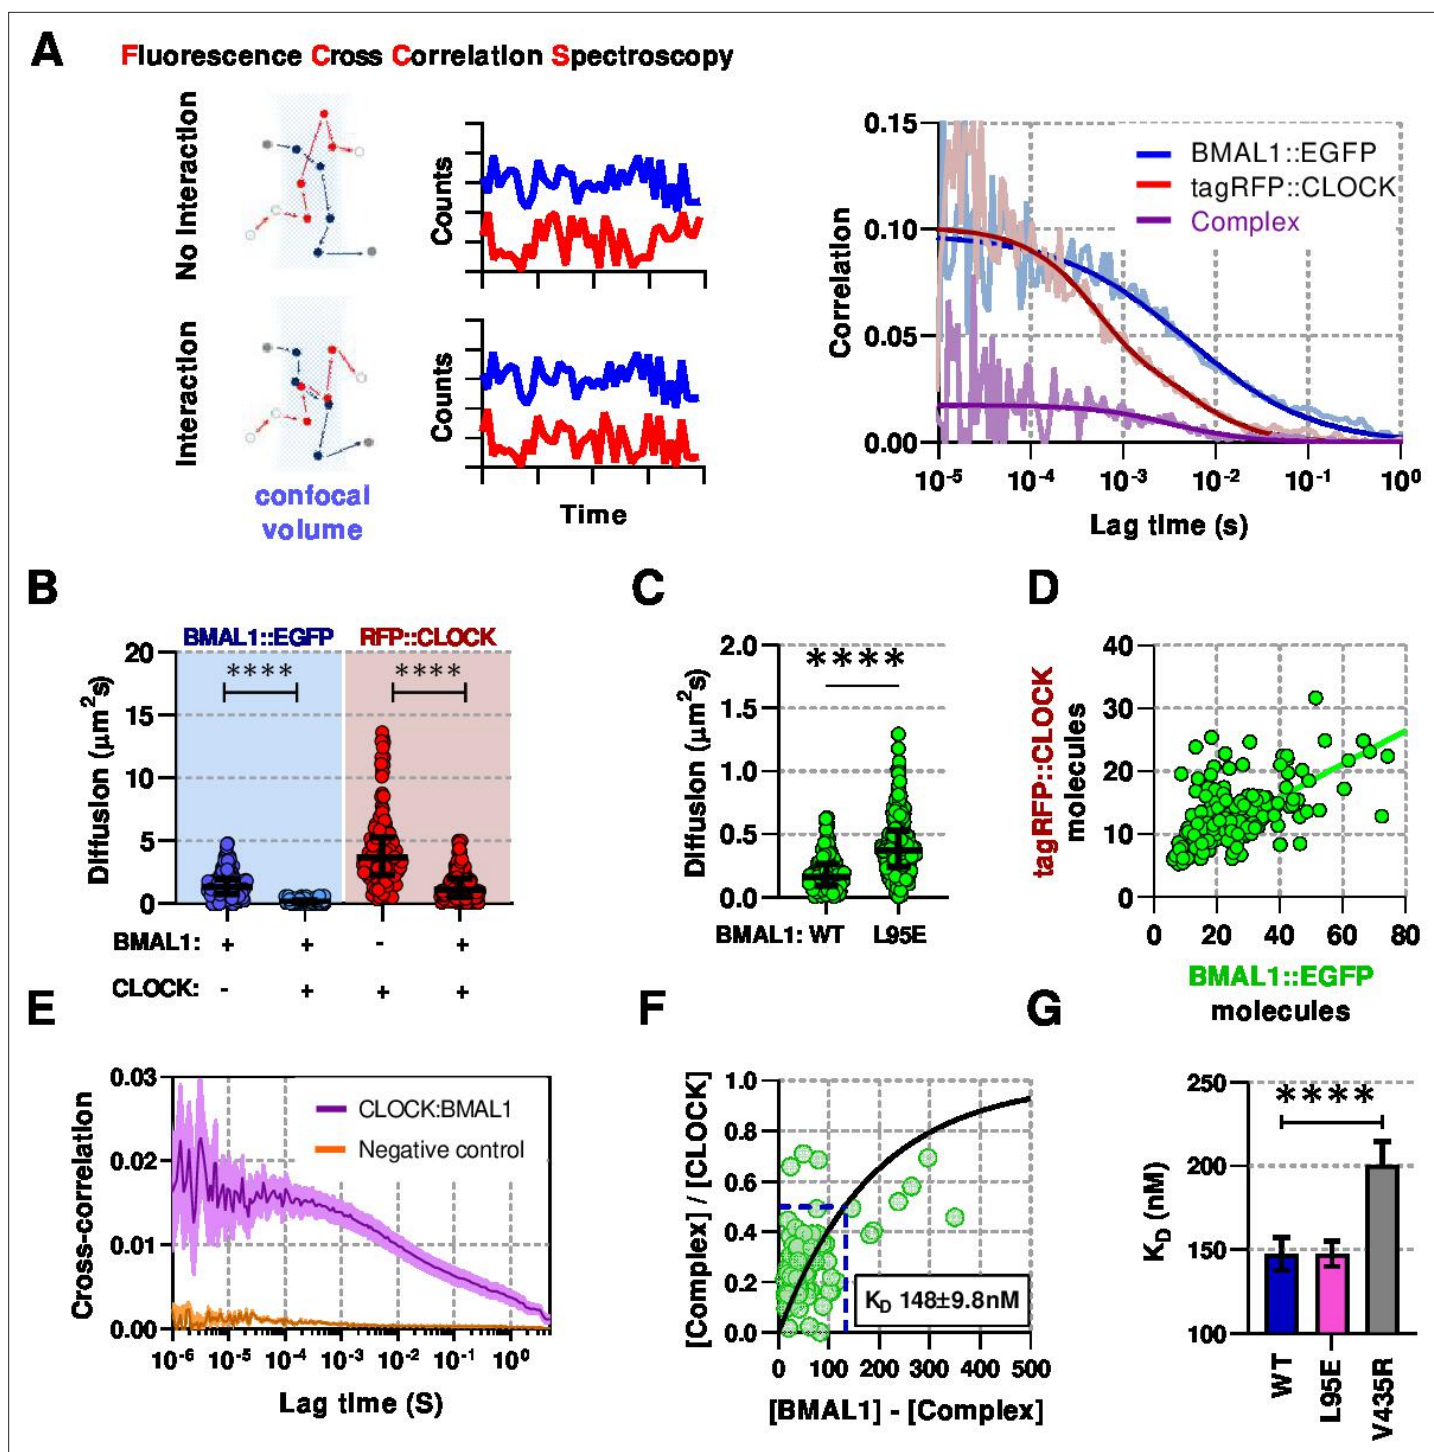 A
Fluorescence Cross Correlation Spectroscopy
No Interaction
Counts
Interaction
Counts
confocal
volume
Time
0.15
0.10
0.05
0.00
Correlation
BMAL1::EGFP
tagRFP::CLOCK
Complex
10⁻⁵ 10⁻⁴ 10⁻³ 10⁻² 10⁻¹ 10⁰
Lag time (s)
B
BMAL1::EGFP RFP::CLOCK
**** ****
20
15
10
5
0
Diffusion (µm²s)
BMAL1: + + - +
CLOCK: - + + +
C
2.0
1.5
1.0
0.5
0.0
Diffusion (µm²s)
****
BMAL1: WT L95E
D
tagRFP::CLOCK
molecules
40
30
20
10
0
0 20 40 60 80
BMAL1::EGFP
molecules
E
0.03
0.02
0.01
0.00
Cross-correlation
CLOCK:BMAL1
Negative control
10⁻⁶ 10⁻⁵ 10⁻⁴ 10⁻³ 10⁻² 10⁻¹ 10⁰
Lag time (S)
F
[Complex] / [CLOCK]
1.0
0.8
0.6
0.4
0.2
0.0
K_D 148±9.8nM
0 100 200 300 400 500
[BMAL1] - [Complex]
G
250
200
150
100
K_D (nM)
****
WT
L95E
V435R